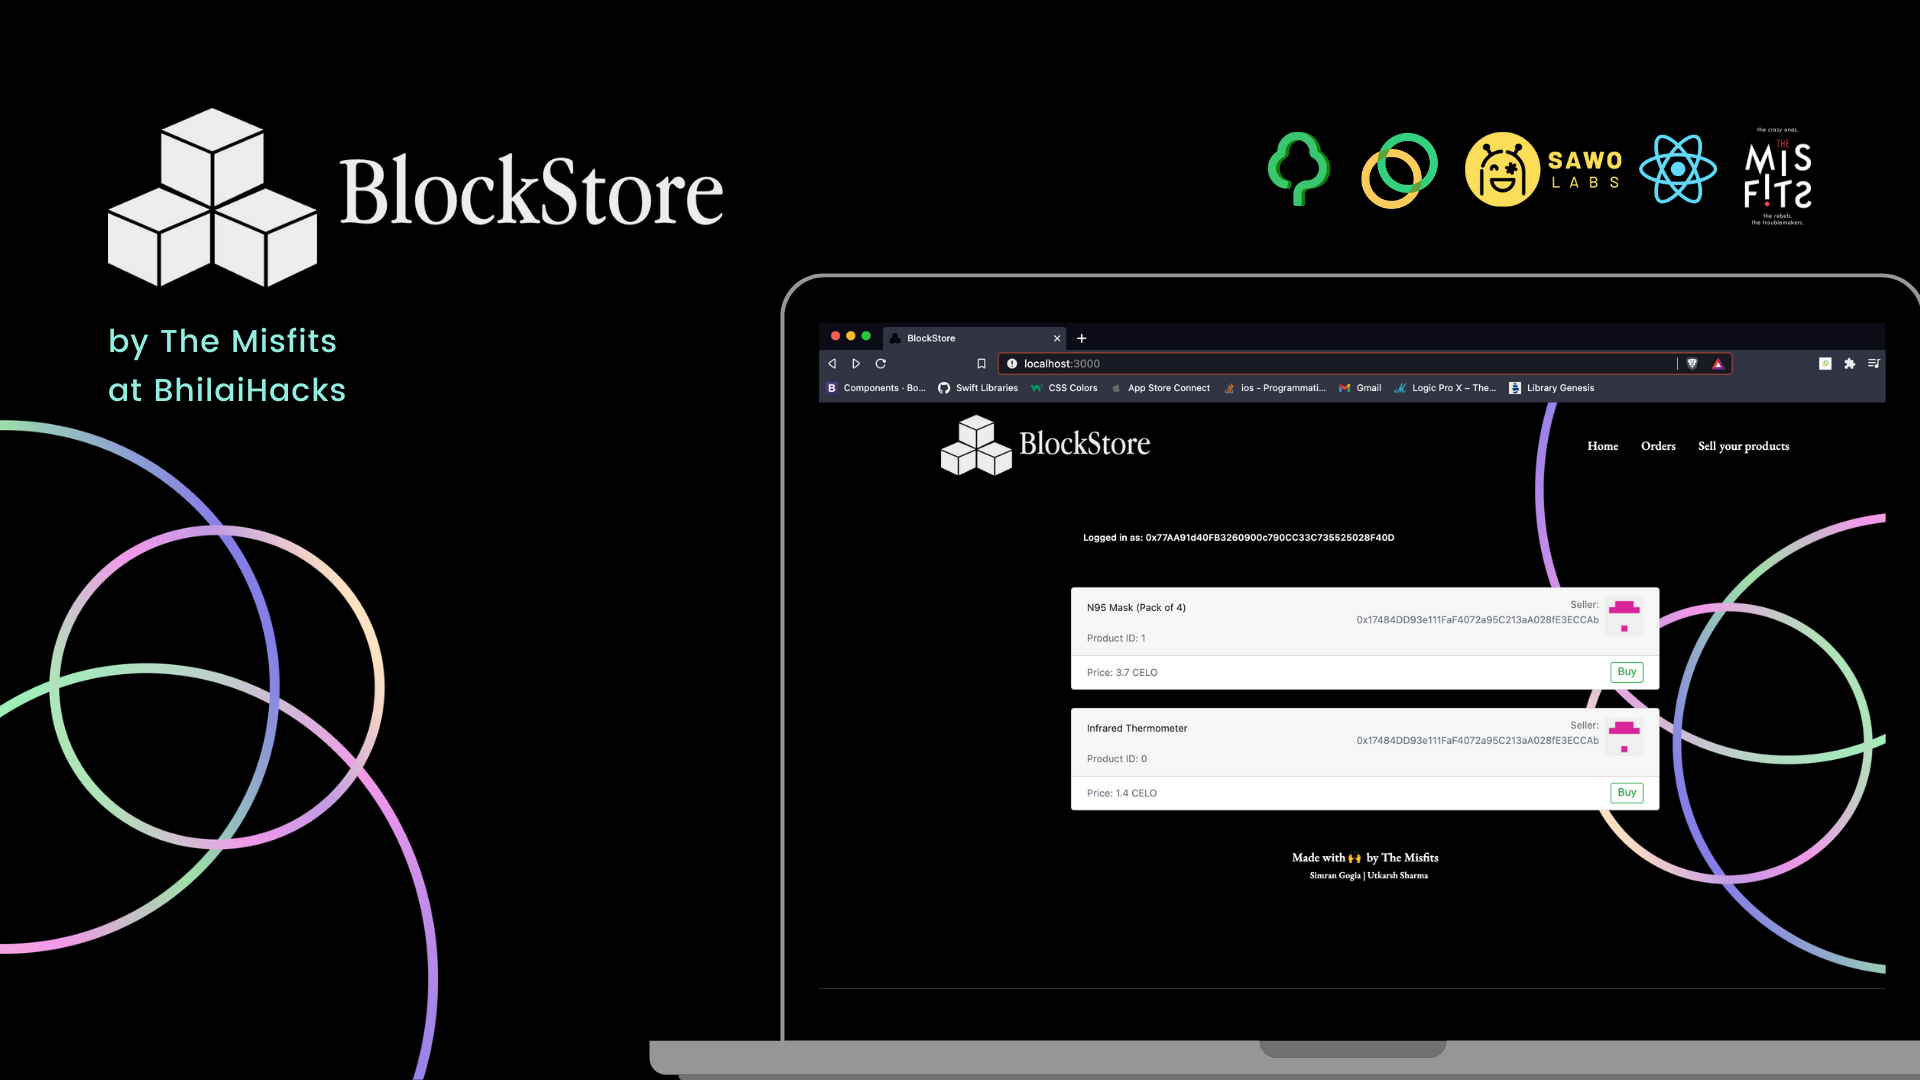 BlockStore
by The Misfits
at BhilaiHacks
SAWO
LABS
the crazy ones.
THE
MIS
FITS
the rebels.
the troublemakers.
BlockStore
localhost:3000
Components · Bo...
Swift Libraries
CSS Colors
App Store Connect
ios - Programmati...
Gmail
Logic Pro X – The...
Library Genesis
BlockStore
Home
Orders
Sell your products
Logged in as: 0x77AA91d40FB3260900c790CC33C735525028F40D
N95 Mask (Pack of 4)
Seller:
0x17484DD93e111FaF4072a95C213aA028fE3ECCAb
Product ID: 1
Price: 3.7 CELO
Buy
Infrared Thermometer
Seller:
0x17484DD93e111FaF4072a95C213aA028fE3ECCAb
Product ID: 0
Price: 1.4 CELO
Buy
Made with 🙌 by The Misfits
Simran Gogia | Utkarsh Sharma